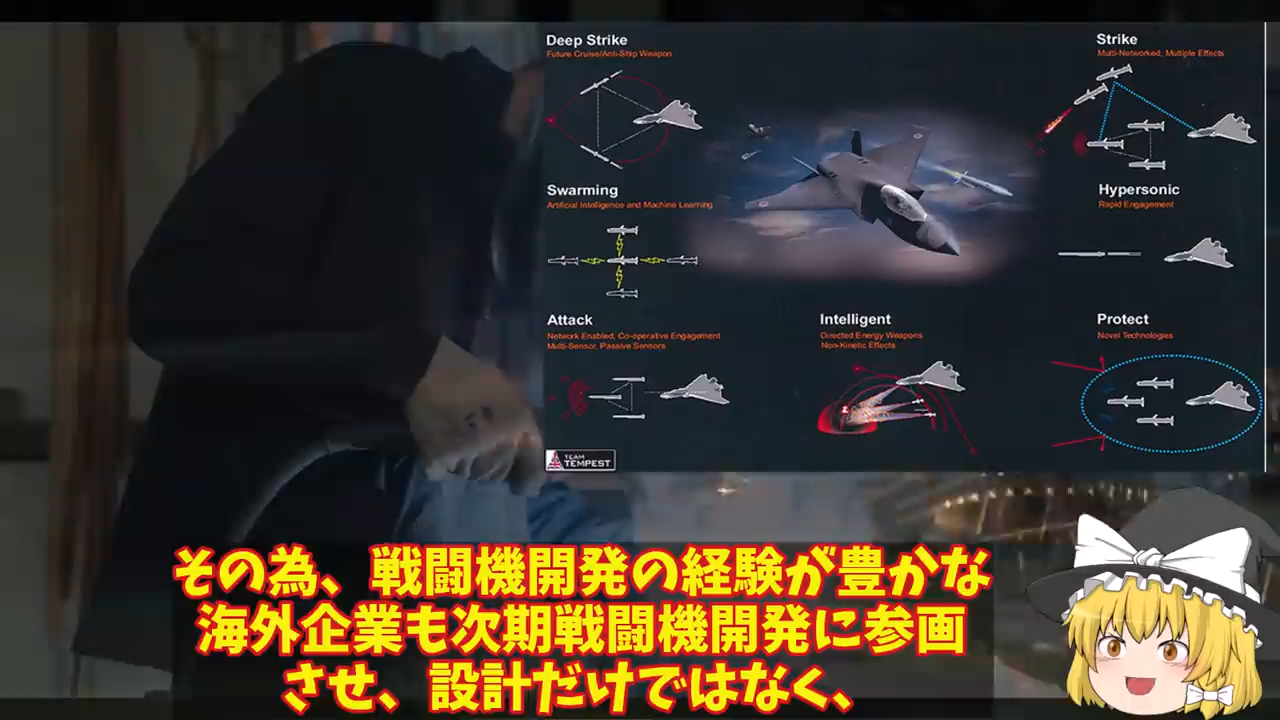 Deep Strike
Future Cruise/Anti-Ship Weapon
Strike
Multi-Networked, Multiple Effects
Swarming
Artificial Intelligence and Machine Learning
Hypersonic
Rapid Engagement
Attack
Network Enabled, Co-operative Engagement
Multi-Sensor, Passive Sensors
Intelligent
Directed Energy Weapons
Non-Kinetic Effects
Protect
Novel Technologies
TEAM
TEMPEST
その為、戦闘機開発の経験が豊かな
海外企業も次期戦闘機開発に参画
させ、設計だけではなく、